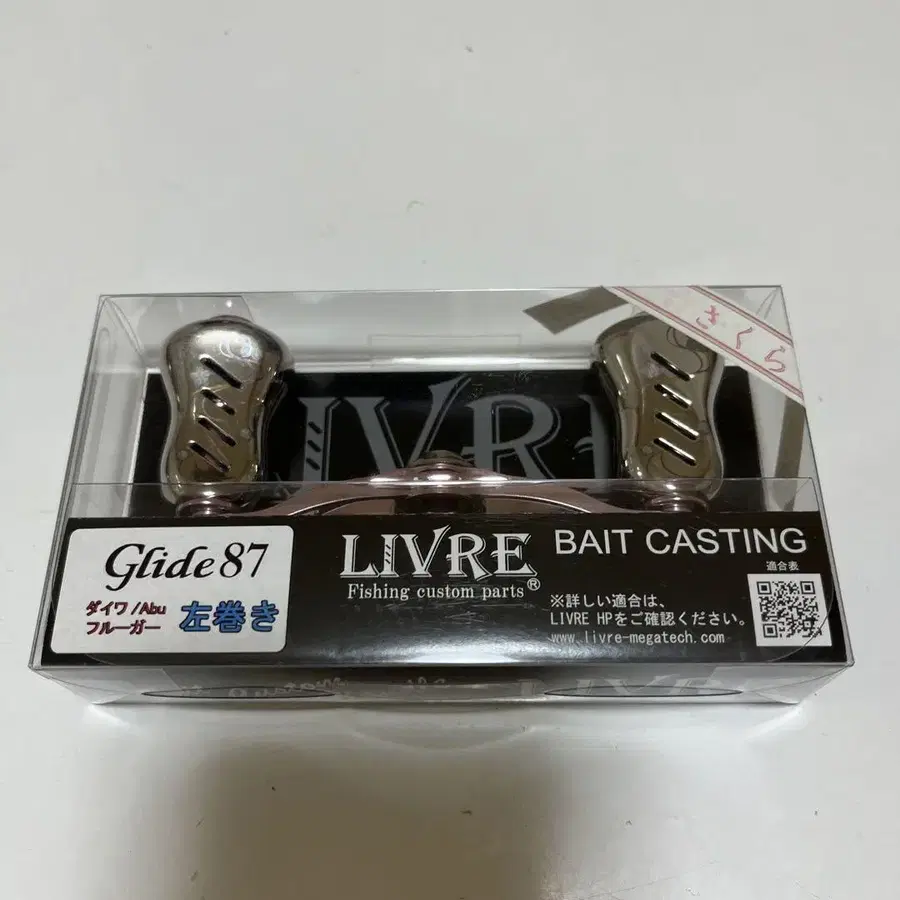 さくら
LIVRE
Glide 87
ダイワ/Abu
フルーガー
左巻き
LIVRE
Fishing custom parts®
BAIT CASTING
適合表
※詳しい適合は、
LIVRE HPをご確認ください。
www.livre-megatech.com